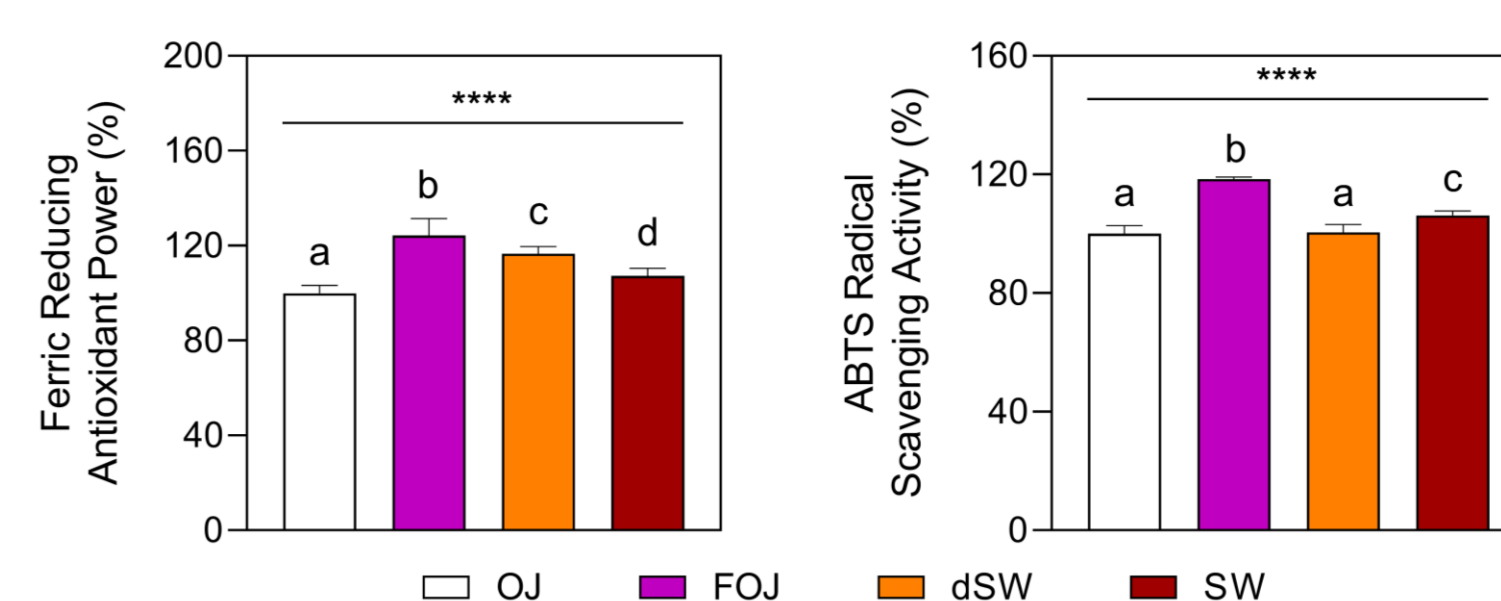 Ferric Reducing
Antioxidant Power (%)
200
160
120
80
40
0
****
a
b
c
d
ABTS Radical
Scavenging Activity (%)
160
120
80
40
0
****
a
b
a
c
OJ FOJ dSW SW